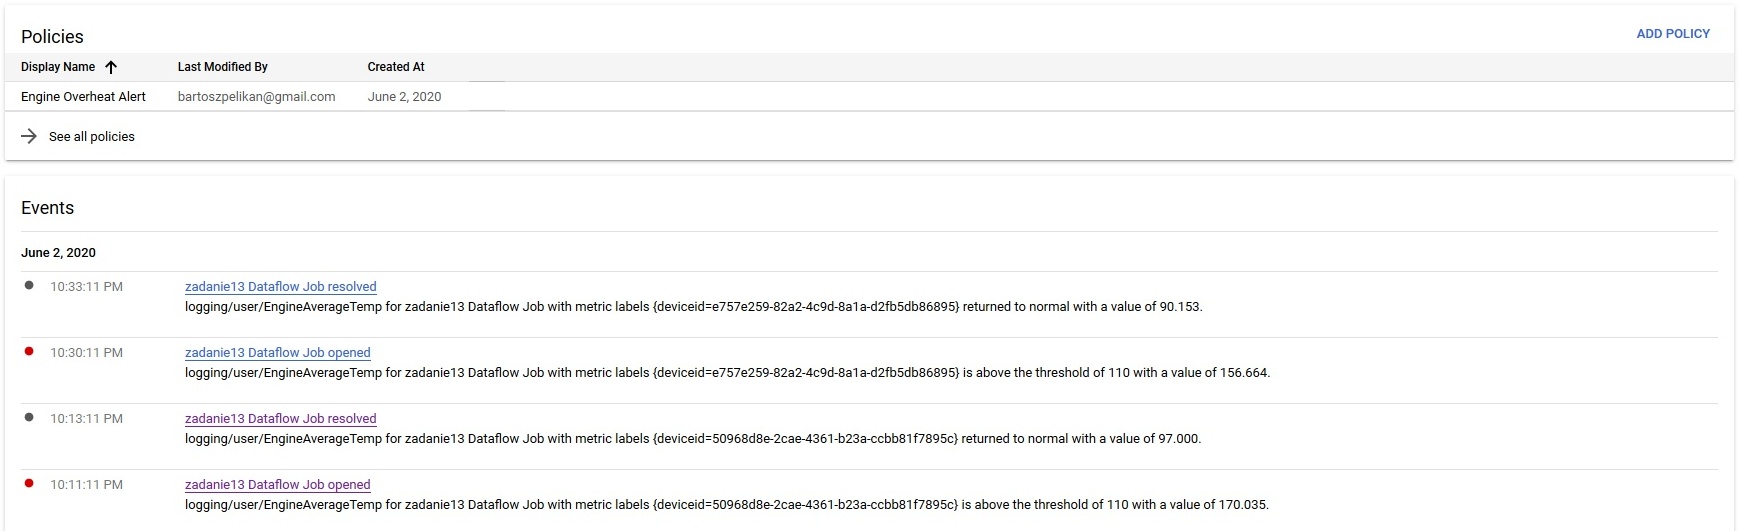 Policies
ADD POLICY
Display Name Last Modified By Created At
Engine Overheat Alert bartoszpelikan@gmail.com June 2, 2020
See all policies
Events
June 2, 2020
10:33:11 PM zadanie13 Dataflow Job resolved
logging/user/EngineAverageTemp for zadanie13 Dataflow Job with metric labels {deviceid=e757e259-82a2-4c9d-8a1a-d2fb5db86895} returned to normal with a value of 90.153.
10:30:11 PM zadanie13 Dataflow Job opened
logging/user/EngineAverageTemp for zadanie13 Dataflow Job with metric labels {deviceid=e757e259-82a2-4c9d-8a1a-d2fb5db86895} is above the threshold of 110 with a value of 156.664.
10:13:11 PM zadanie13 Dataflow Job resolved
logging/user/EngineAverageTemp for zadanie13 Dataflow Job with metric labels {deviceid=50968d8e-2cae-4361-b23a-ccbb81f7895c} returned to normal with a value of 97.000.
10:11:11 PM zadanie13 Dataflow Job opened
logging/user/EngineAverageTemp for zadanie13 Dataflow Job with metric labels {deviceid=50968d8e-2cae-4361-b23a-ccbb81f7895c} is above the threshold of 110 with a value of 170.035.